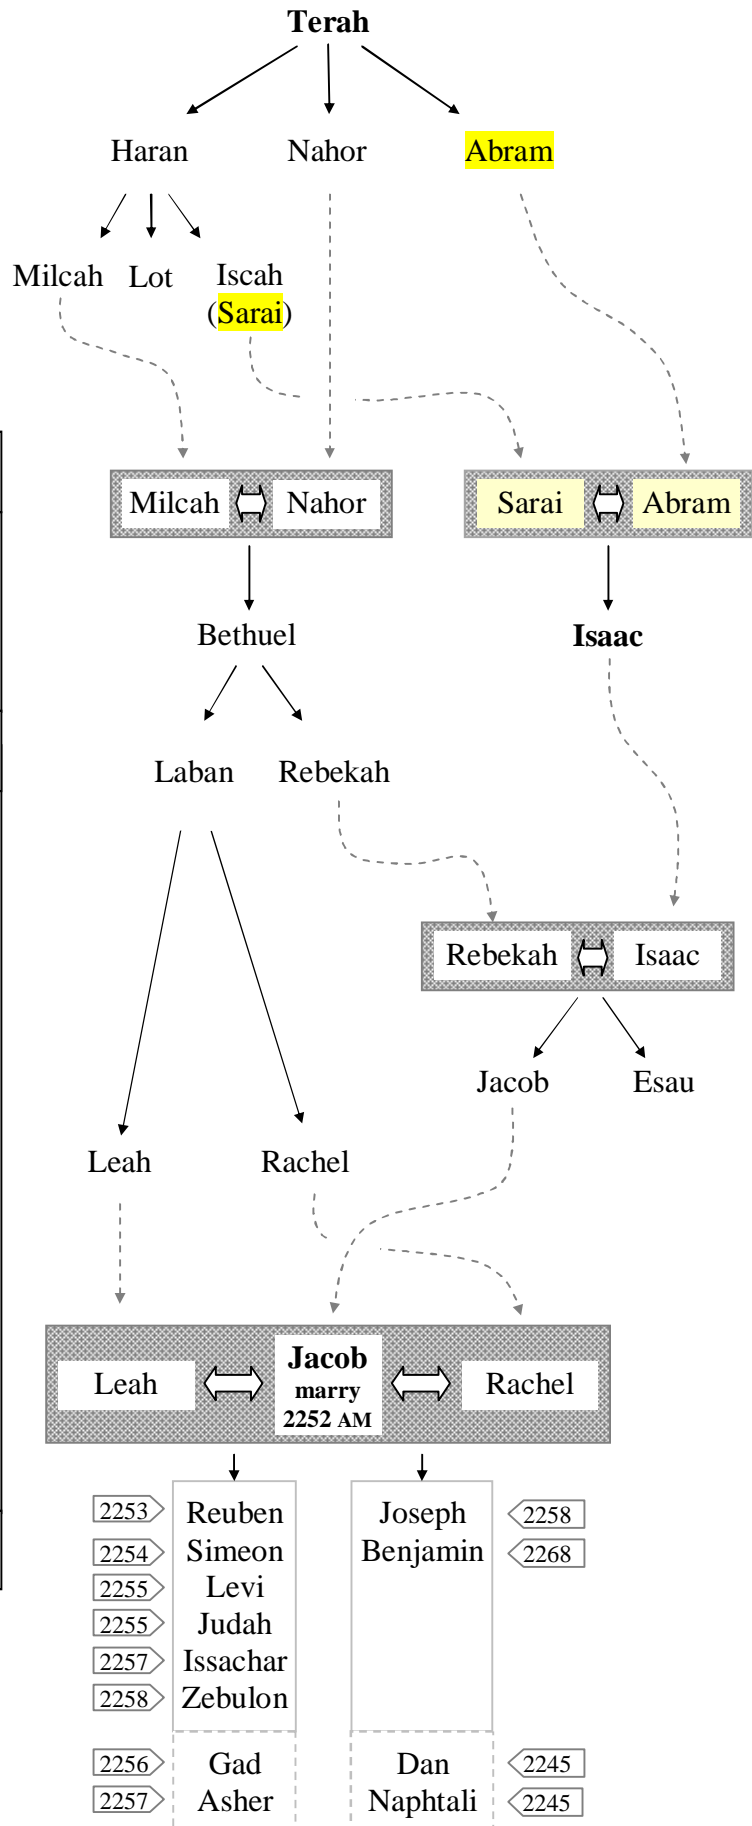 Terah
Haran Nahor Abram
Milcah Lot Iscah
(Sarai)
Milcah Nahor Sarai Abram
Bethuel Isaac
Laban Rebekah
Rebekah Isaac
Jacob Esau
Leah Rachel
Leah Jacob Rachel
marry
2252 AM
2253 Reuben Joseph 2258
2254 Simeon Benjamin 2268
2255 Levi
2255 Judah
2257 Issachar
2258 Zebulon
2256 Gad Dan 2245
2257 Asher Naphtali 2245